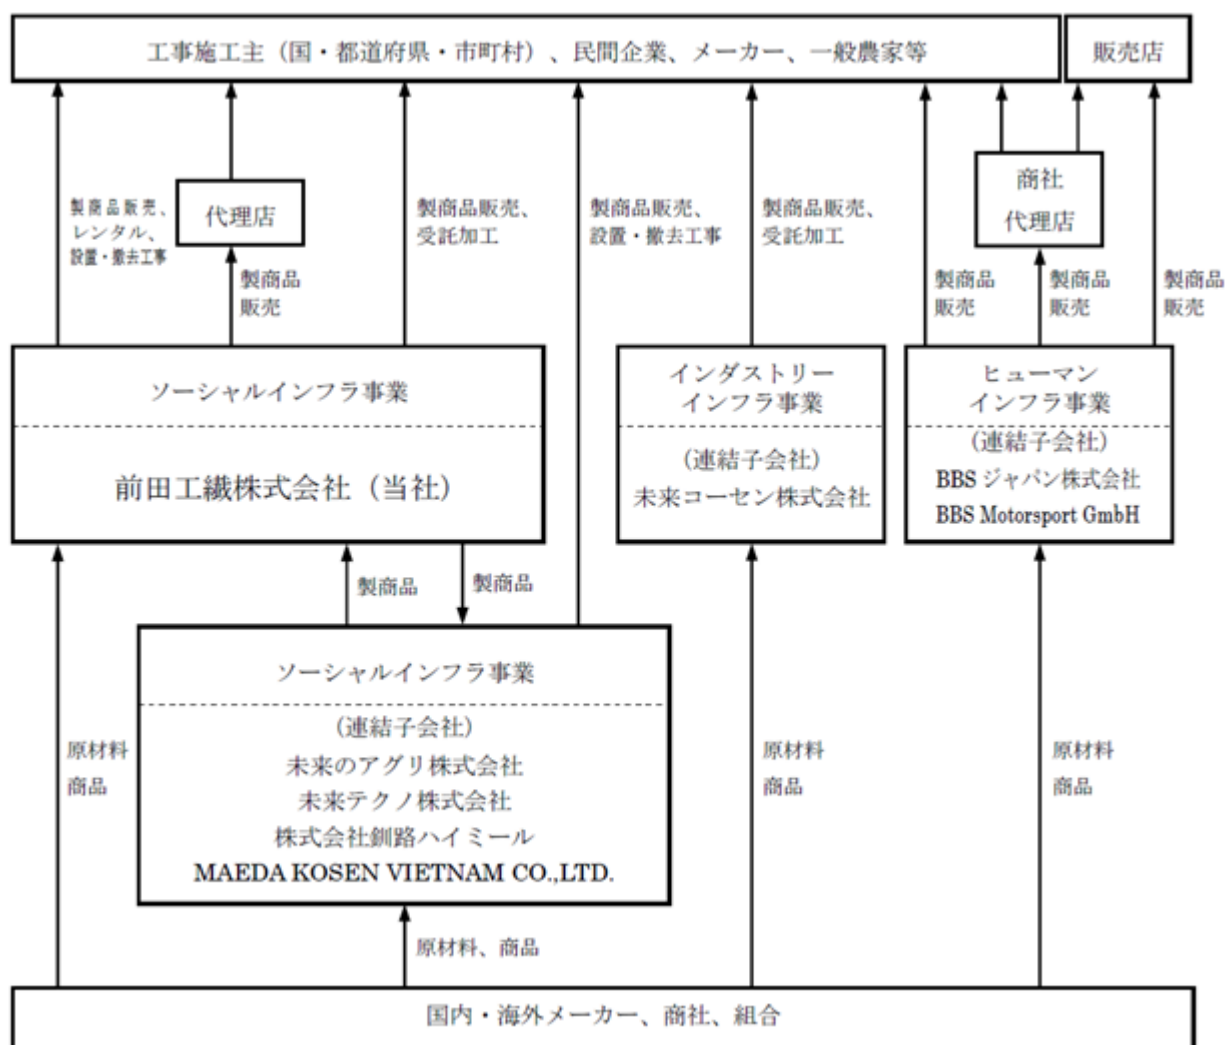 工事施工主（国・都道府県・市町村）、民間企業、メーカー、一般農家等
販売店
製商品販売、
レンタル、
設置・撤去工事
代理店
製商品
販売
製商品販売、
受託加工
製商品販売、
設置・撤去工事
製商品販売、
受託加工
商社
代理店
製商品
販売
製商品
販売
製商品
販売
ソーシャルインフラ事業
前田工繊株式会社（当社）
インダストリー
インフラ事業
（連結子会社）
未来コーセン株式会社
ヒューマン
インフラ事業
（連結子会社）
BBS ジャパン株式会社
BBS Motorsport GmbH
製商品
製商品
ソーシャルインフラ事業
（連結子会社）
未来のアグリ株式会社
未来テクノ株式会社
株式会社釧路ハイミール
MAEDA KOSEN VIETNAM CO.,LTD.
原材料
商品
原材料、商品
原材料
商品
原材料
商品
国内・海外メーカー、商社、組合